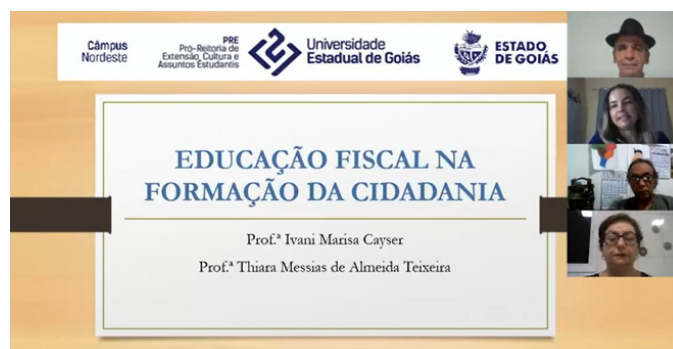 Câmpus
Nordeste
PRE
Pró-Reitoria de
Extensão, Cultura e
Assuntos Estudantis
Universidade
Estadual de Goiás
ESTADO
DE GOIÁS
EDUCAÇÃO FISCAL NA
FORMAÇÃO DA CIDADANIA
Prof.ª Ivani Marisa Cayser
Prof.ª Thiara Messias de Almeida Teixeira